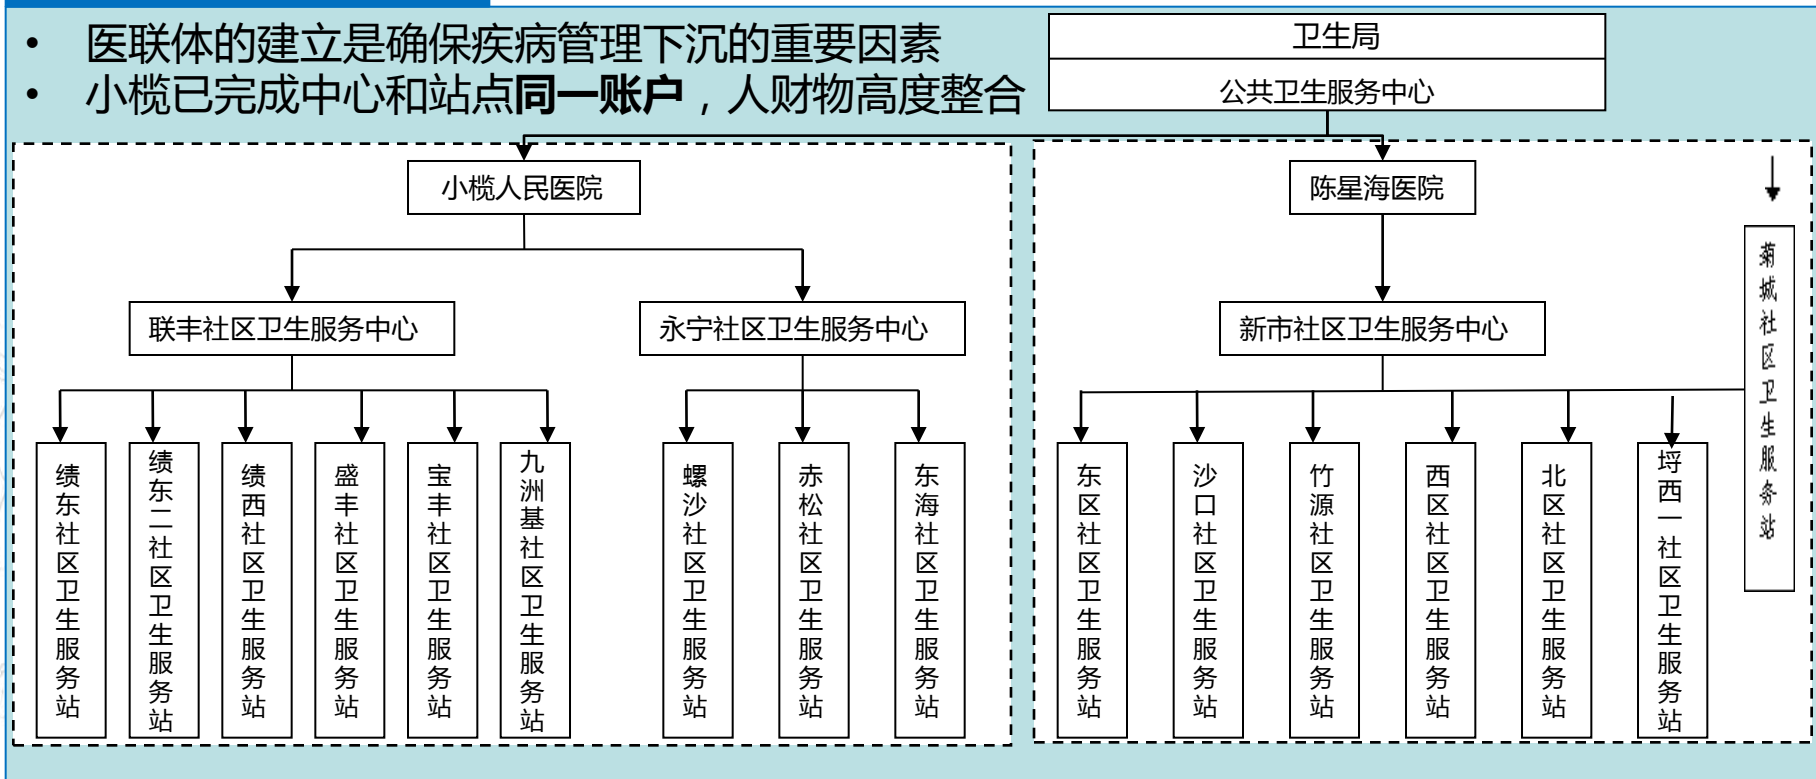 • 医联体的建立是确保疾病管理下沉的重要因素
• 小榄已完成中心和站点同一账户，人财物高度整合
卫生局
公共卫生服务中心
小榄人民医院
陈星海医院
联丰社区卫生服务中心
永宁社区卫生服务中心
新市社区卫生服务中心
绩东社区卫生服务站
绩东二社区卫生服务站
绩西社区卫生服务站
盛丰社区卫生服务站
宝丰社区卫生服务站
九洲基社区卫生服务站
螺沙社区卫生服务站
赤松社区卫生服务站
东海社区卫生服务站
东区社区卫生服务站
沙口社区卫生服务站
竹源社区卫生服务站
西区社区卫生服务站
北区社区卫生服务站
埒西一社区卫生服务站
菊城社区卫生服务站